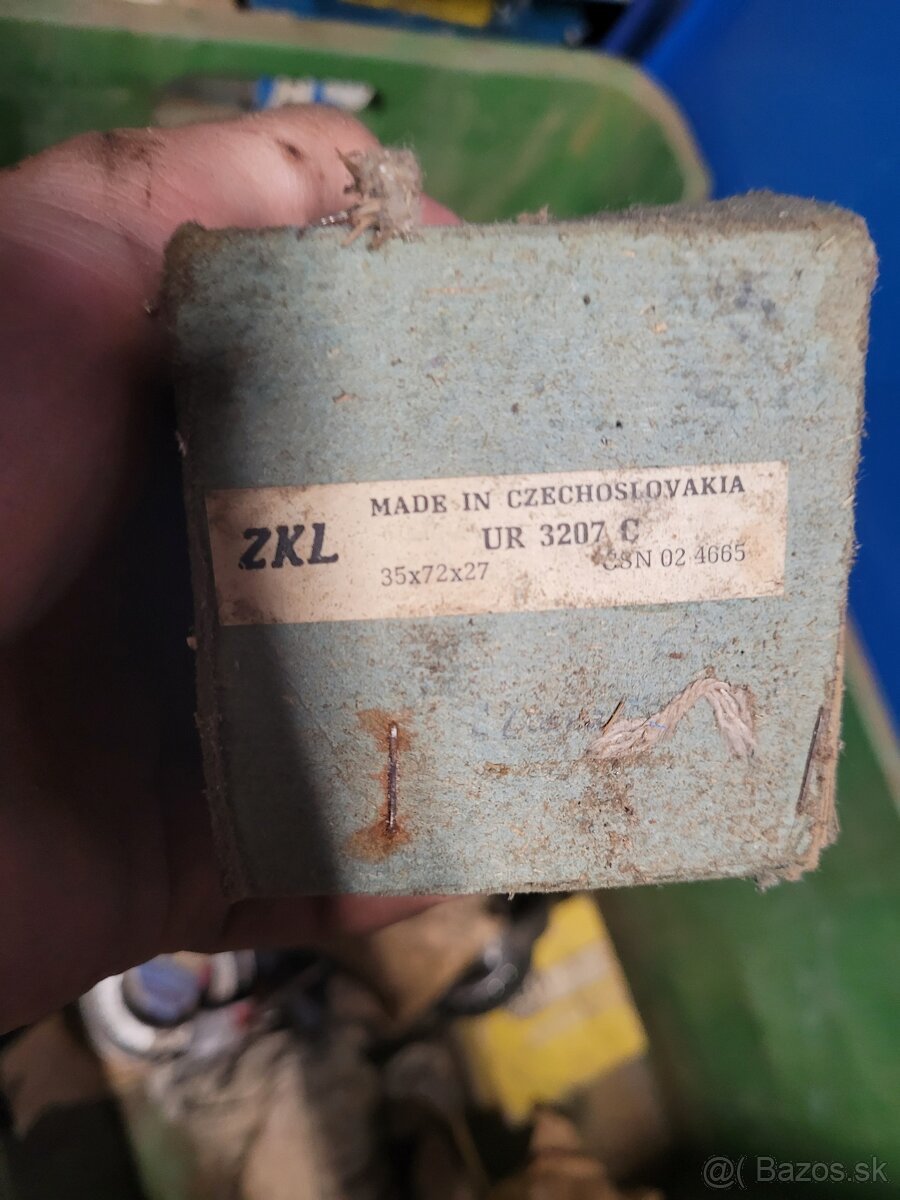 ZKL
MADE IN CZECHOSLOVAKIA
UR 3207 C
35x72x27
ČSN 02 4665
@( Bazos.sk